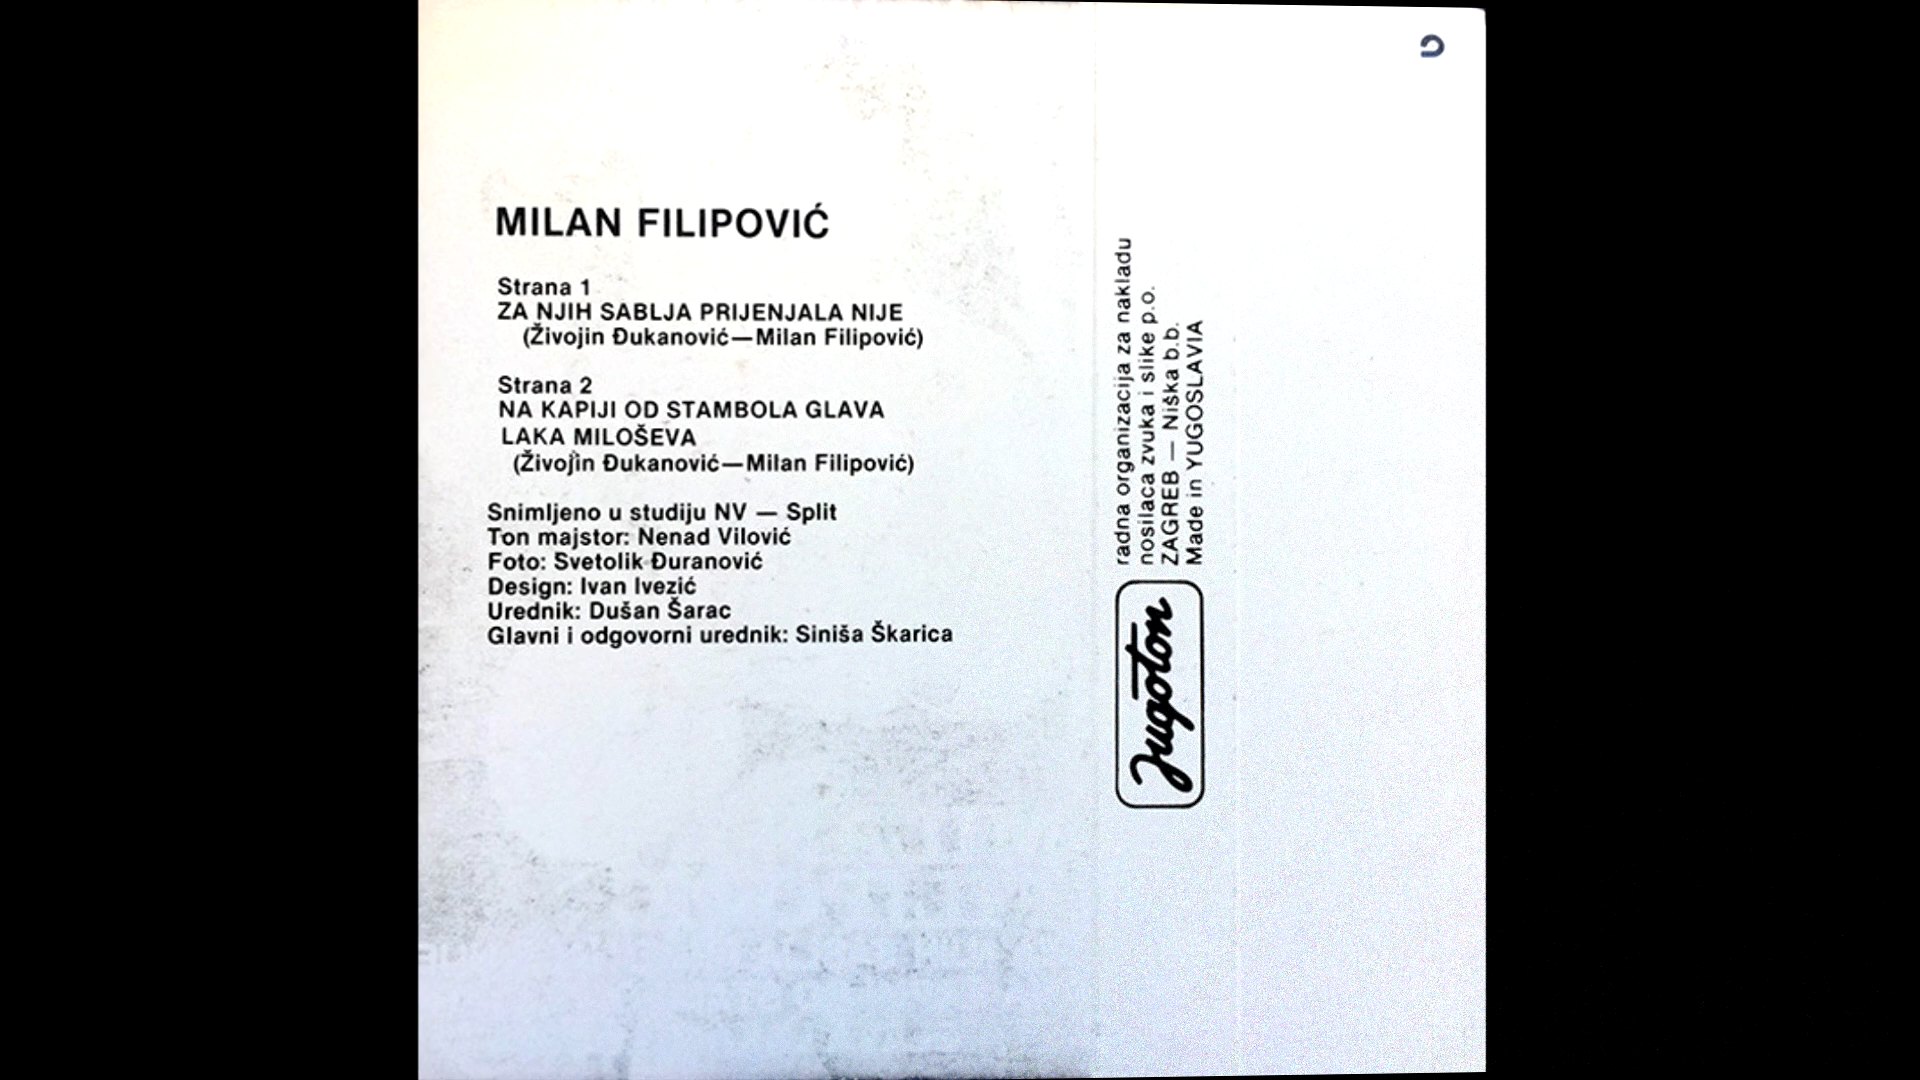 MILAN FILIPOVIĆ
Strana 1
ZA NJIH SABLJA PRIJENJALA NIJE
(Živojin Đukanović—Milan Filipović)
Strana 2
NA KAPIJI OD STAMBOLA GLAVA
LAKA MILOŠEVA
(Živojin Đukanović—Milan Filipović)
Snimljeno u studiju NV — Split
Ton majstor: Nenad Vilović
Foto: Svetolik Đuranović
Design: Ivan Ivezić
Urednik: Dušan Šarac
Glavni i odgovorni urednik: Siniša Škarica
radna organizacija za nakladu
nosilaca zvuka i slike p.o.
ZAGREB — Niška b.b.
Made in YUGOSLAVIA
Jugoton